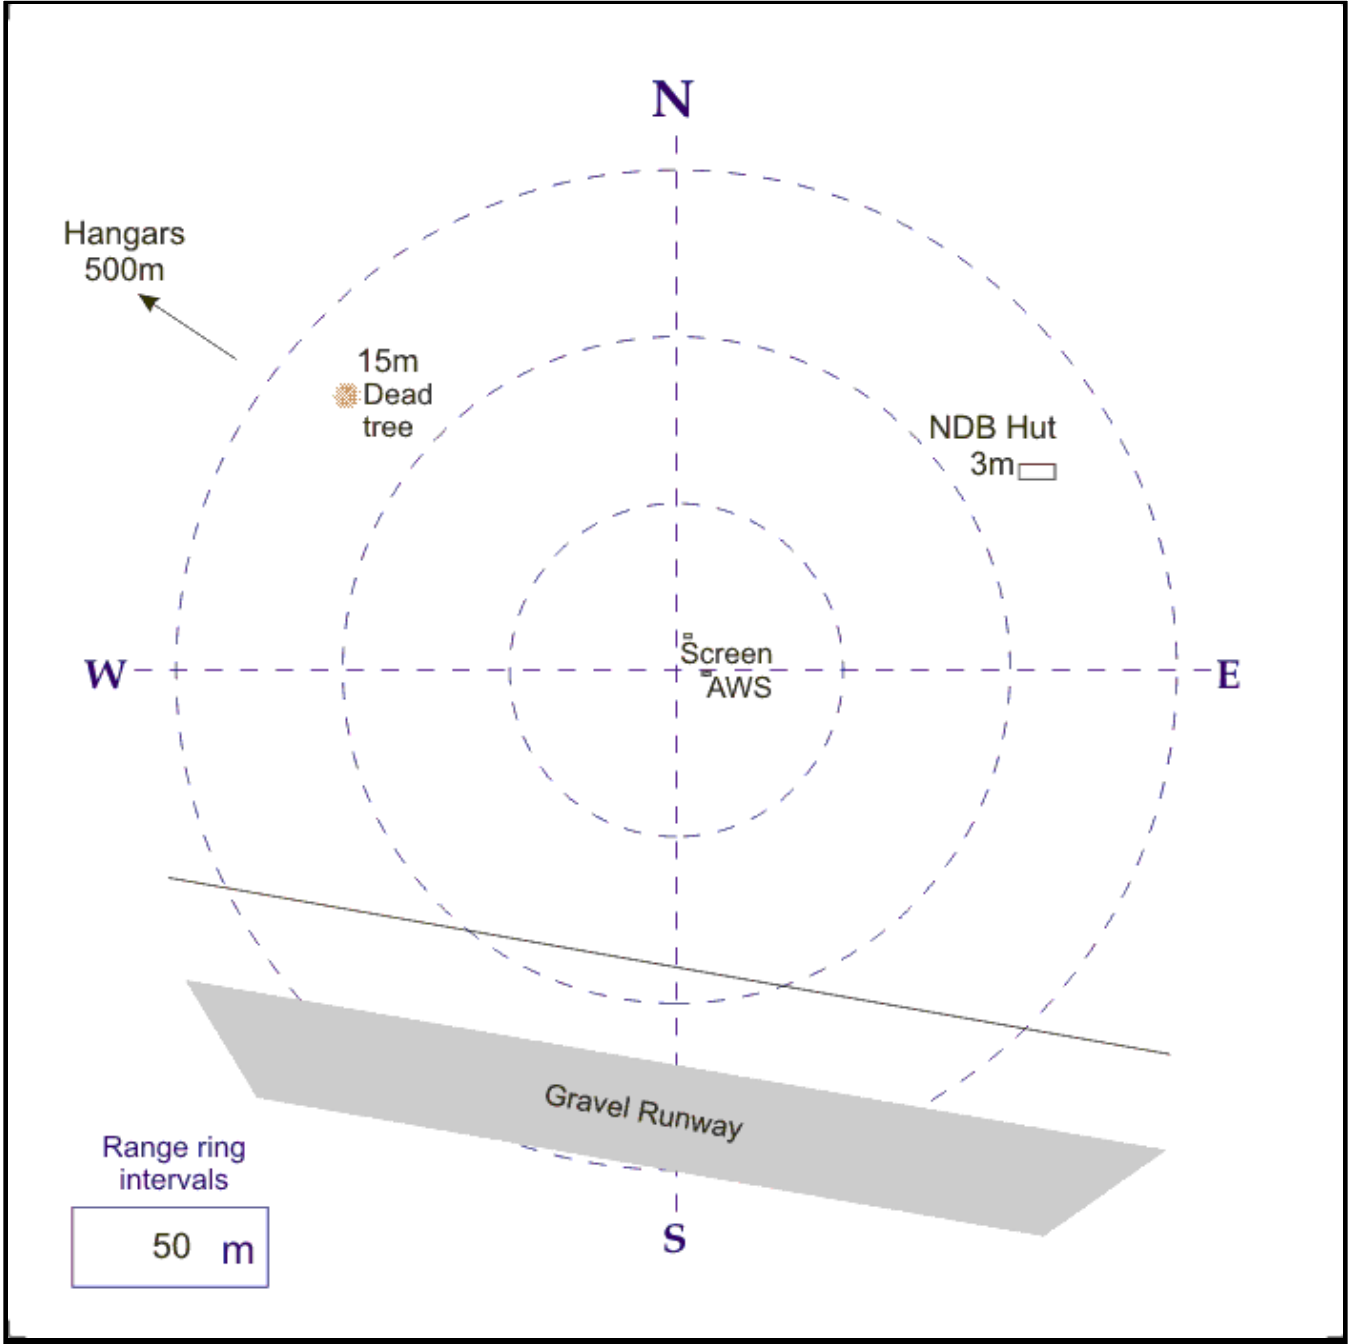 N
Hangars
500m
15m
Dead
tree
NDB Hut
3m
Screen
W
E
AWS
Gravel Runway
Range ring
intervals
50 m
S